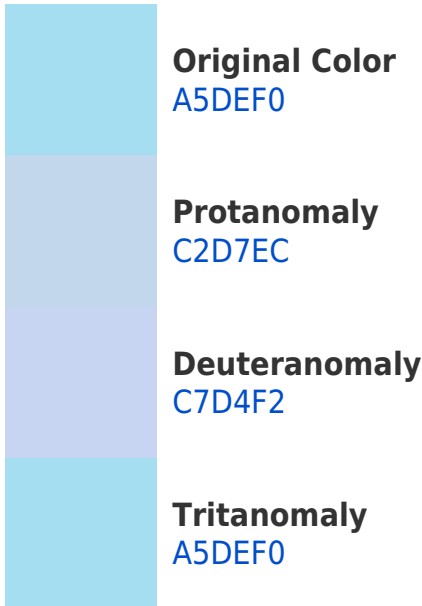 Original Color
A5DEF0
Protanomaly
C2D7EC
Deuteranomaly
C7D4F2
Tritanomaly
A5DEF0